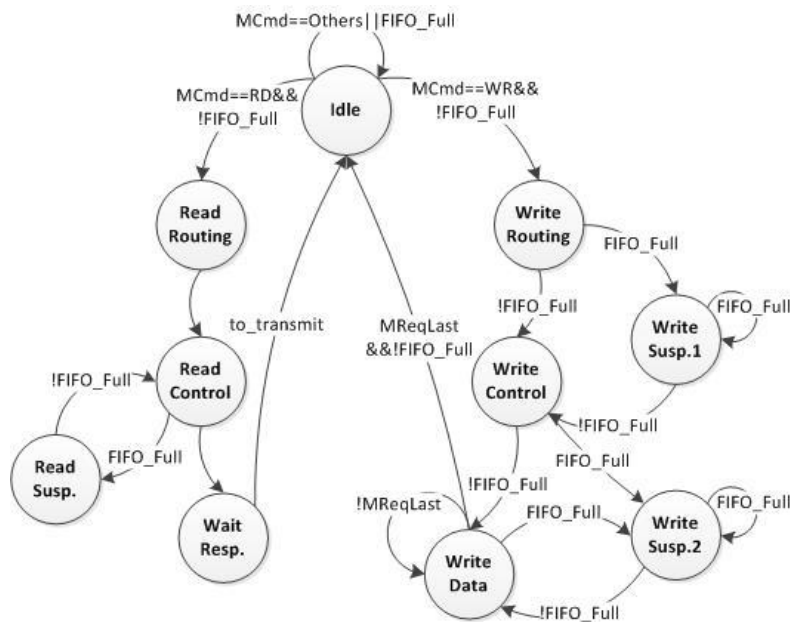 MCmd==Others||FIFO_Full
MCmd==RD&&
!FIFO_Full
Idle
MCmd==WR&&
!FIFO_Full
Read
Routing
Write
Routing
FIFO_Full
!FIFO_Full
FIFO_Full
Write
Susp.1
to_transmit
MReqLast
&&!FIFO_Full
Read
Control
Write
Control
!FIFO_Full
!FIFO_Full
FIFO_Full
FIFO_Full
Read
Susp.
!FIFO_Full
!MReqLast
FIFO_Full
FIFO_Full
Wait
Resp.
Write
Susp.2
Write
Data
!FIFO_Full